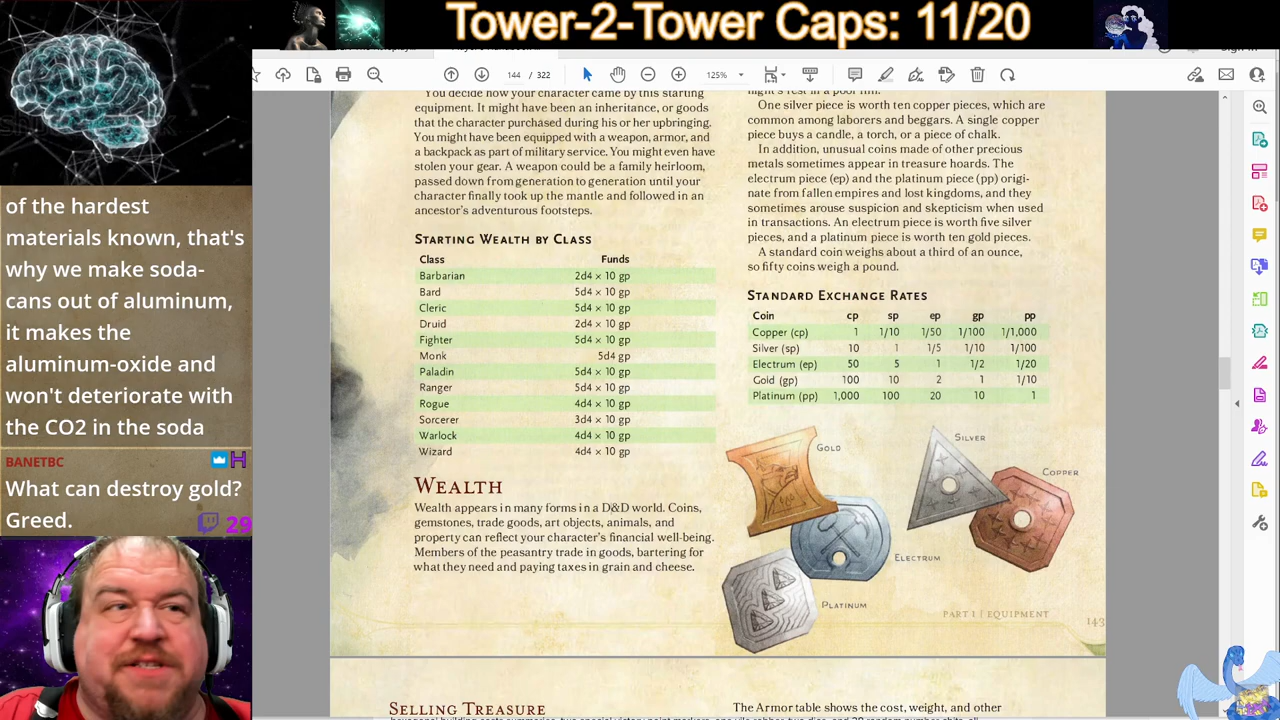 Tower-2-Tower Caps: 11/20
144 / 322
125%
of the hardest
materials known, that's
why we make soda-
cans out of aluminum,
it makes the
aluminum-oxide and
won't deteriorate with
the CO2 in the soda
BANETBC
What can destroy gold?
Greed.
29
You decide how your character came by this starting
equipment. It might have been an inheritance, or goods
that the character purchased during his or her upbringing.
You might have been equipped with a weapon, armor, and
a backpack as part of military service. You might even have
stolen your gear. A weapon could be a family heirloom,
passed down from generation to generation until your
character finally took up the mantle and followed in an
ancestor's adventurous footsteps.
Starting Wealth by Class
Class Funds
Barbarian 2d4 × 10 gp
Bard 5d4 × 10 gp
Cleric 5d4 × 10 gp
Druid 2d4 × 10 gp
Fighter 5d4 × 10 gp
Monk 5d4 gp
Paladin 5d4 × 10 gp
Ranger 5d4 × 10 gp
Rogue 4d4 × 10 gp
Sorcerer 3d4 × 10 gp
Warlock 4d4 × 10 gp
Wizard 4d4 × 10 gp
Wealth
Wealth appears in many forms in a D&D world. Coins,
gemstones, trade goods, art objects, animals, and
property can reflect your character's financial well-being.
Members of the peasantry trade in goods, bartering for
what they need and paying taxes in grain and cheese.
night's rest in a poor inn.
One silver piece is worth ten copper pieces, which are
common among laborers and beggars. A single copper
piece buys a candle, a torch, or a piece of chalk.
In addition, unusual coins made of other precious
metals sometimes appear in treasure hoards. The
electrum piece (ep) and the platinum piece (pp) origi-
nate from fallen empires and lost kingdoms, and they
sometimes arouse suspicion and skepticism when used
in transactions. An electrum piece is worth five silver
pieces, and a platinum piece is worth ten gold pieces.
A standard coin weighs about a third of an ounce,
so fifty coins weigh a pound.
Standard Exchange Rates
Coin cp sp ep gp pp
Copper (cp) 1 1/10 1/50 1/100 1/1,000
Silver (sp) 10 1 1/5 1/10 1/100
Electrum (ep) 50 5 1 1/2 1/20
Gold (gp) 100 10 2 1 1/10
Platinum (pp) 1,000 100 20 10 1
Gold
Silver
Copper
Electrum
Platinum
PART 1 | EQUIPMENT
143
Selling Treasure
The Armor table shows the cost, weight, and other